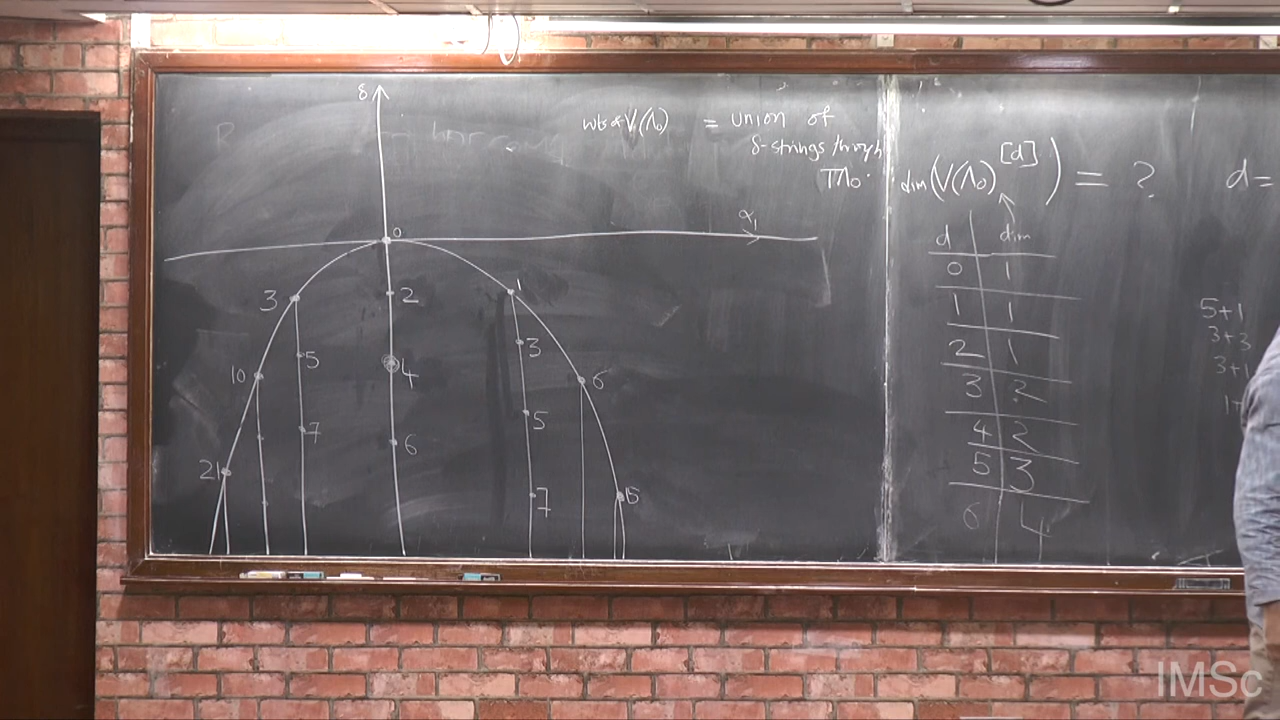 δ
wts of V(Λ₀) = union of
δ-strings through
TΛ₀.
α₁
0
3 2 1
5 3
10 4 6
7 5
21 6
7 15
dim(V(Λ₀)^[d]) = ? d=
d dim
0 1
1 1
2 1
3 2
4 2
5 3
6 4
5+1
3+3
3+1
1+
IMSc